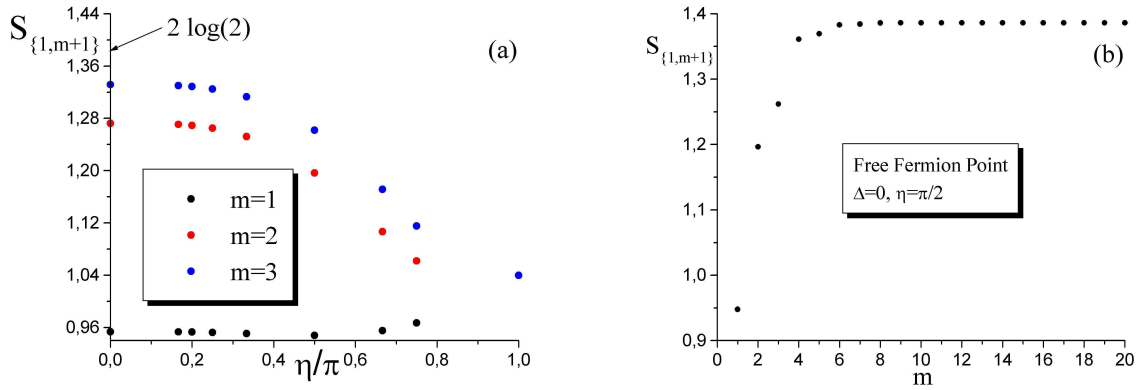 1,44
1,36
1,28
1,20
1,12
1,04
0,96
S{1,m+1}
2 log(2)
(a)
m=1
m=2
m=3
0,0
0,2
0,4
0,6
0,8
1,0
η/π
1,4
1,3
1,2
1,1
1,0
0,9
S{1,m+1}
(b)
Free Fermion Point
Δ=0, η=π/2
0 2 4 6 8 10 12 14 16 18 20
m